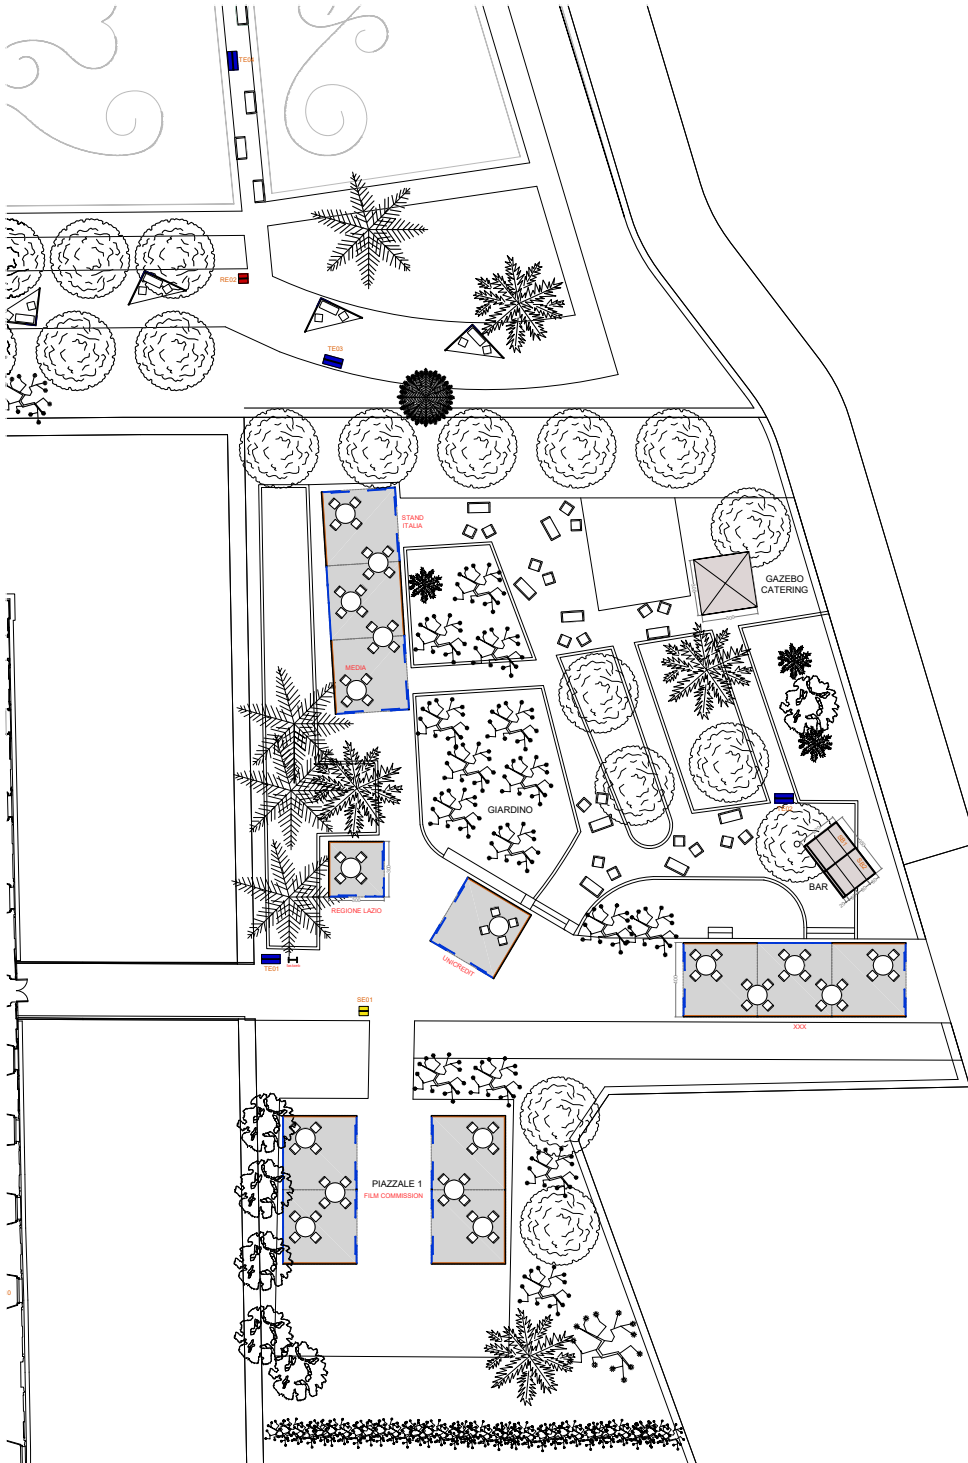 RE02
TE03
STAND
ITALIA
GAZEBO
CATERING
MEDIA
GIARDINO
BAR
REGIONE LAZIO
UNICREDIT
TE01
SE01
XXX
PIAZZALE 1
FILM COMMISSION
0